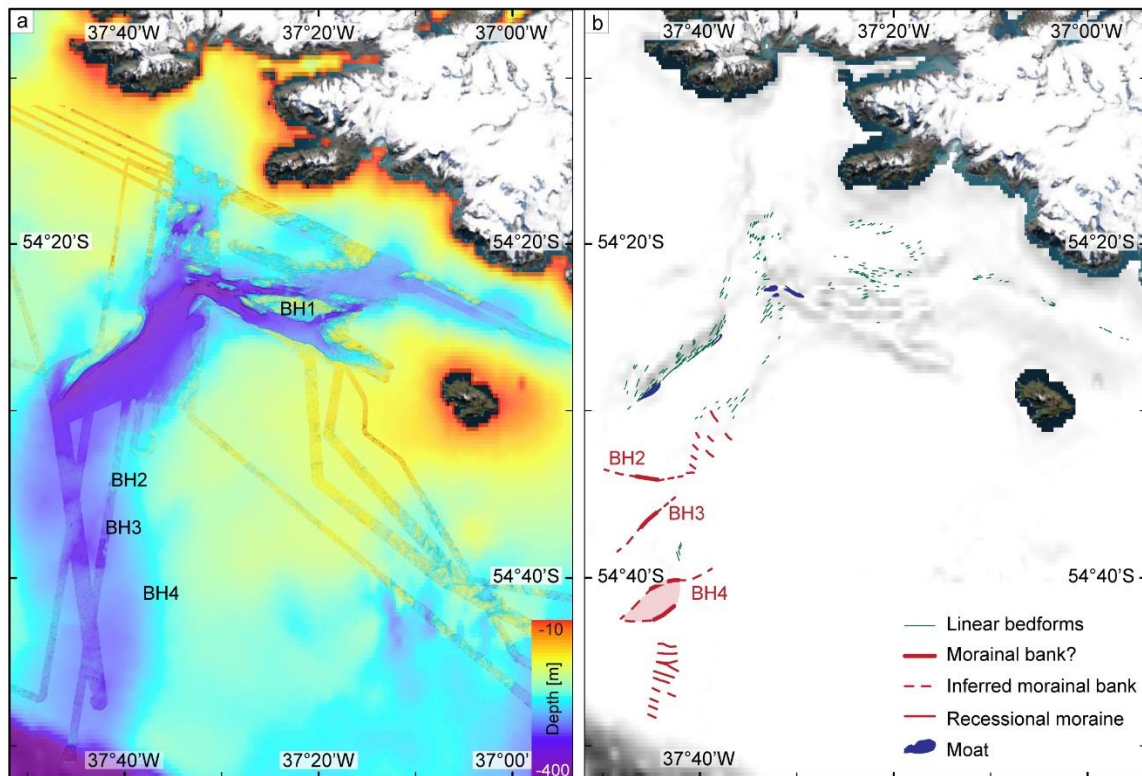 a
37°40'W
37°20'W
37°00'W
54°20'S
54°20'S
BH1
BH2
BH3
54°40'S
54°40'S
BH4
-10
Depth [m]
-400
37°40'W
37°20'W
b
37°40'W
37°20'W
37°00'W
54°20'S
BH2
BH3
54°40'S
BH4
Linear bedforms
Morainal bank?
Inferred morainal bank
Recessional moraine
Moat
37°40'W
37°20'W
37°00'W